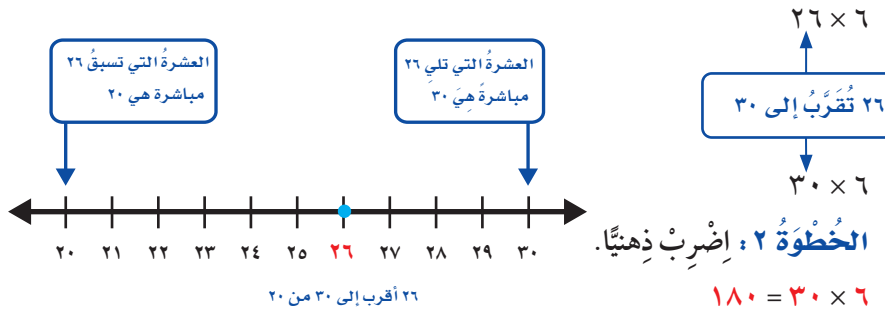 ٦ × ٢٦
٢٦ تُقَرَّبُ إلى ٣٠
٦ × ٣٠
الخُطْوَةُ ٢ : اِضْرِبْ ذِهنيًّا.
٦ × ٣٠ = ١٨٠
العشرةُ التي تلي ٢٦
مباشرةً هِيَ ٣٠
العشرةُ التي تسبقُ ٢٦
مباشرة هي ٢٠
٢٠ ٢١ ٢٢ ٢٣ ٢٤ ٢٥ ٢٦ ٢٧ ٢٨ ٢٩ ٣٠
٢٦ أقرب إلى ٣٠ من ٢٠